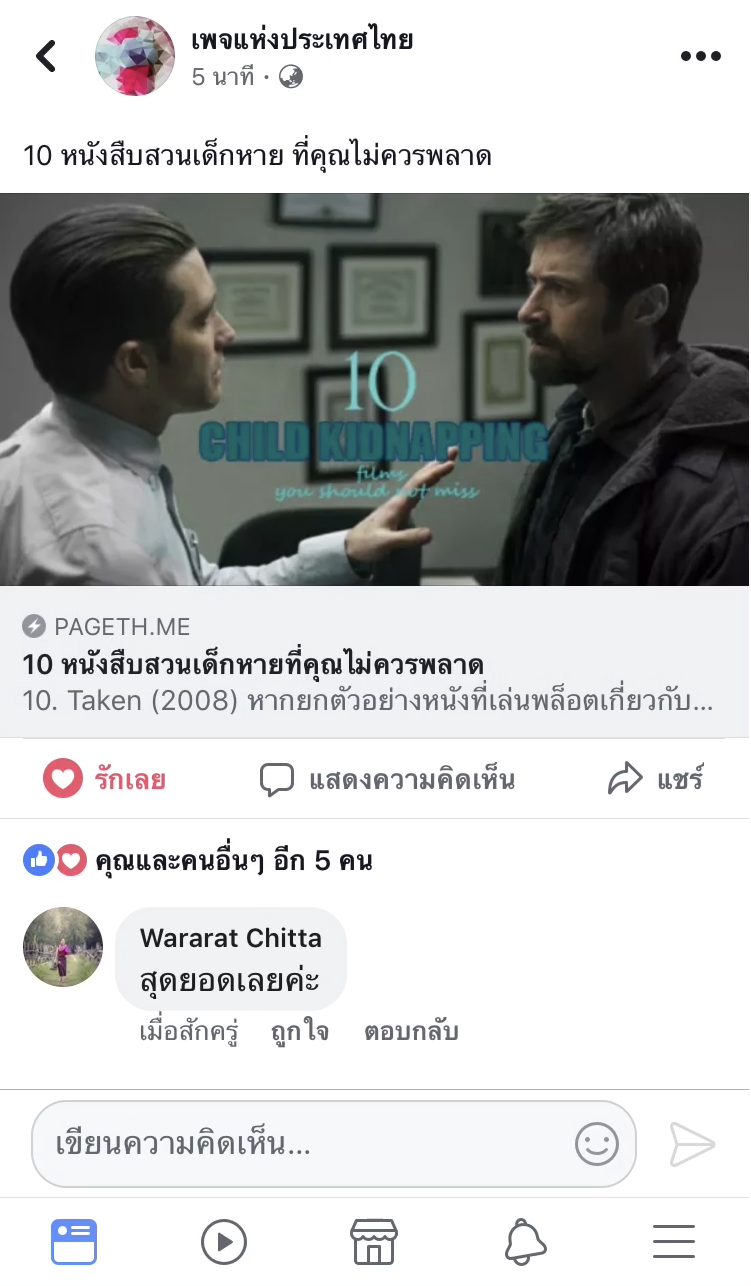 เพจแห่งประเทศไทย
5 นาที ·
10 หนังสืบสวนเด็กหาย ที่คุณไม่ควรพลาด
10
CHILD KIDNAPPING
films
you should not miss
PAGETH.ME
10 หนังสืบสวนเด็กหายที่คุณไม่ควรพลาด
10. Taken (2008) หากยกตัวอย่างหนังที่เล่นพล็อตเกี่ยวกับ...
รักเลย แสดงความคิดเห็น แชร์
คุณและคนอื่นๆ อีก 5 คน
Wararat Chitta
สุดยอดเลยค่ะ
เมื่อสักครู่ ถูกใจ ตอบกลับ
เขียนความคิดเห็น...